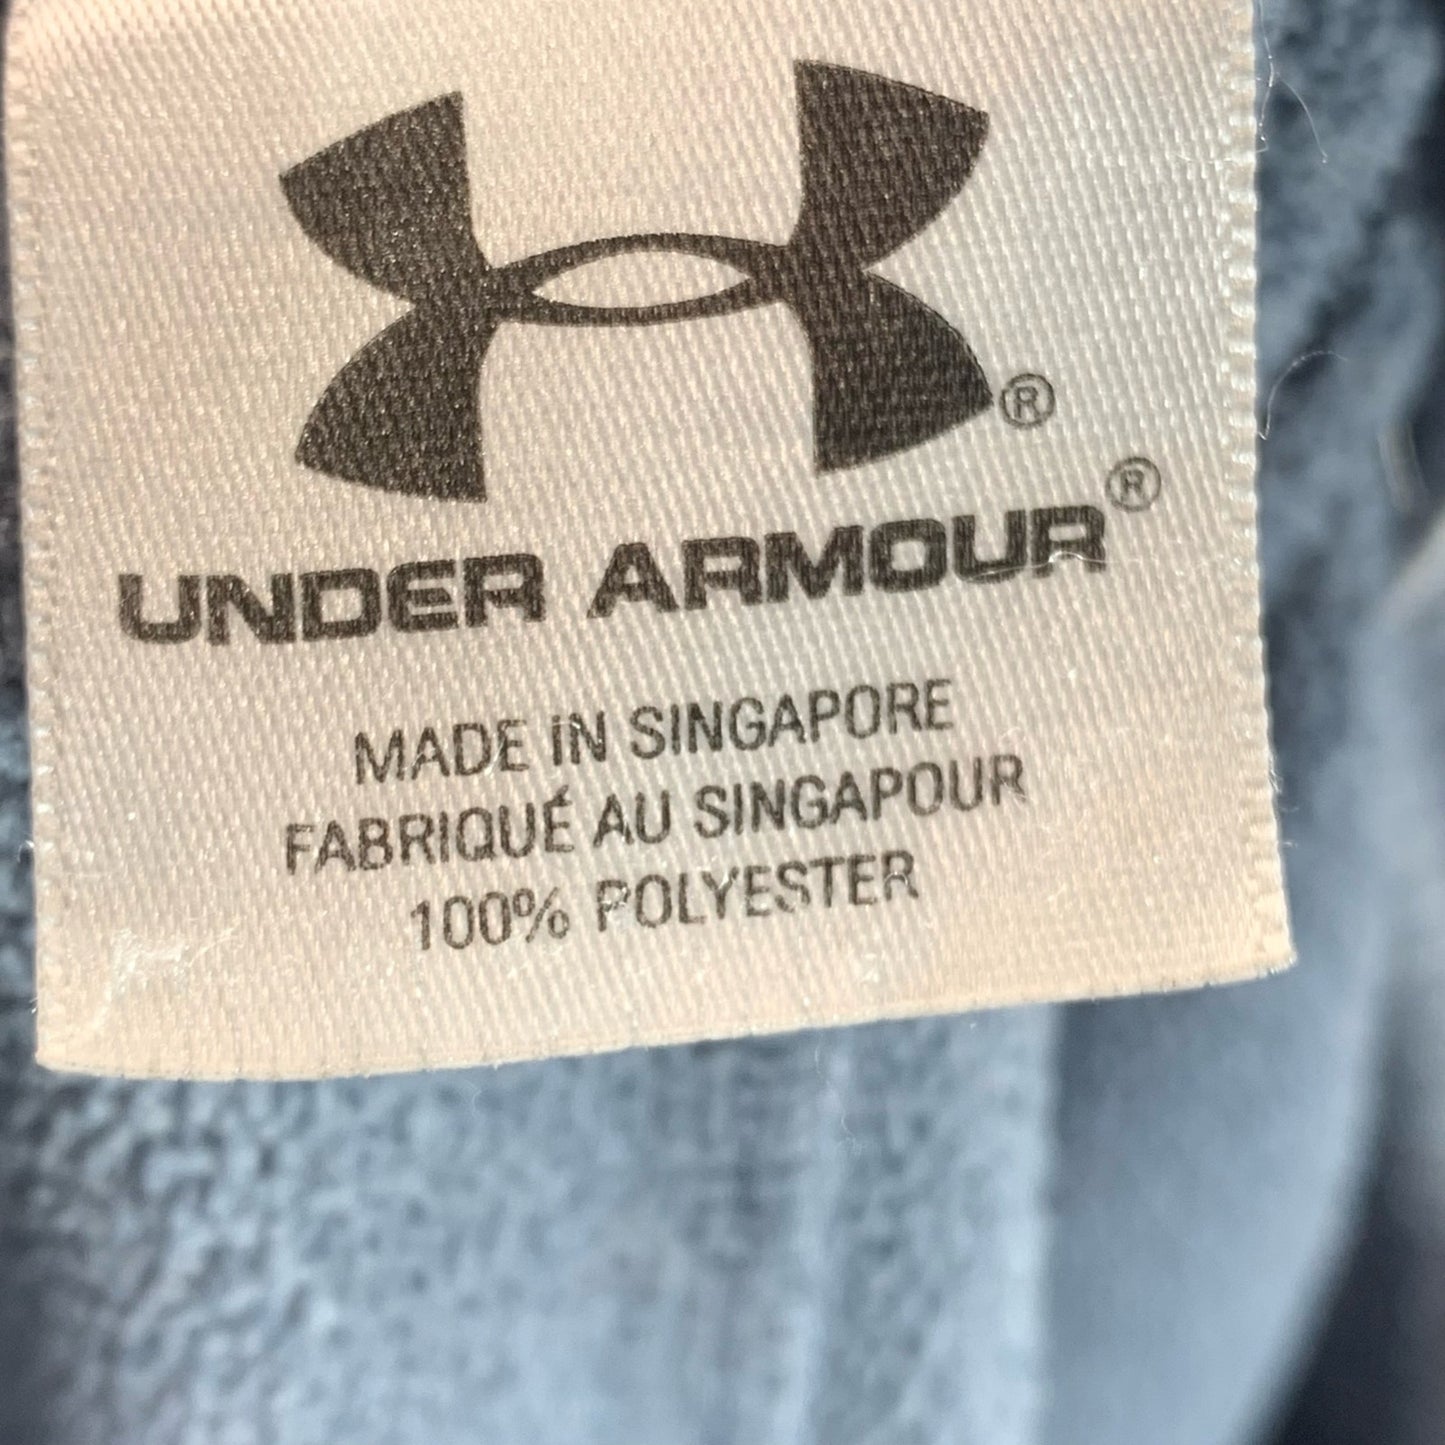 ®
UNDER ARMOUR®
MADE IN SINGAPORE
FABRIQUÉ AU SINGAPOUR
100% POLYESTER